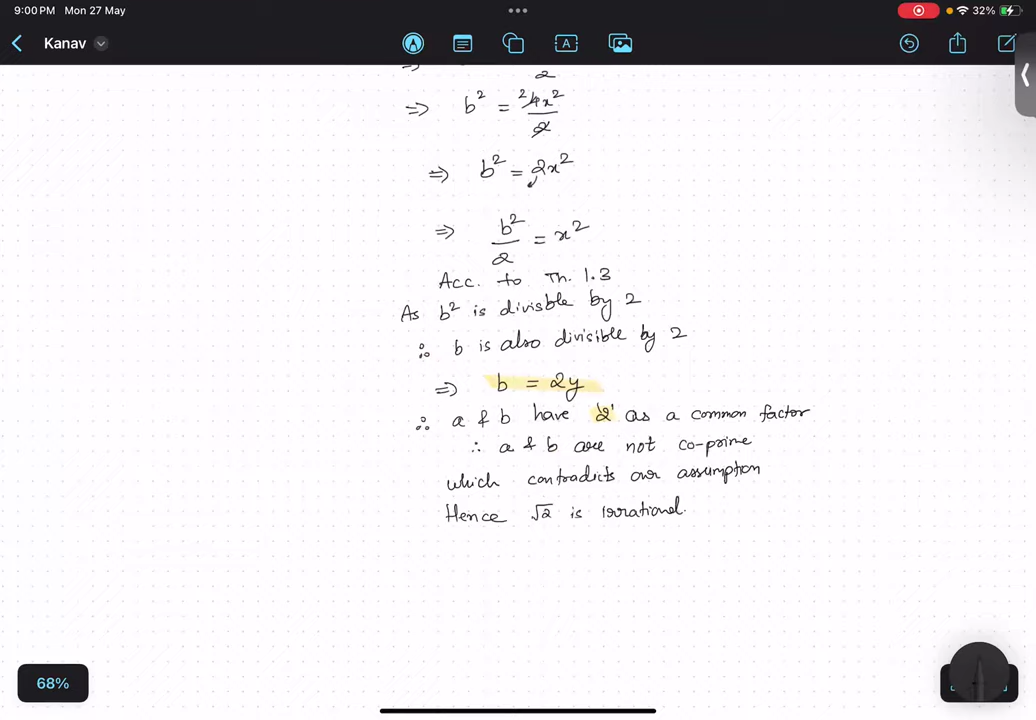 9:00 PM Mon 27 May
32%
Kanav
A
2
⇒ b² = ²4x²/2
⇒ b² = 2x²
⇒ b²/2 = x²
Acc. to Th. 1.3
As b² is divisble by 2
∴ b is also divisible by 2
⇒ b = 2y
∴ a & b have '2' as a common factor
∴ a & b are not co-prime
which contradicts our assumption
Hence √2 is irrational.
68%